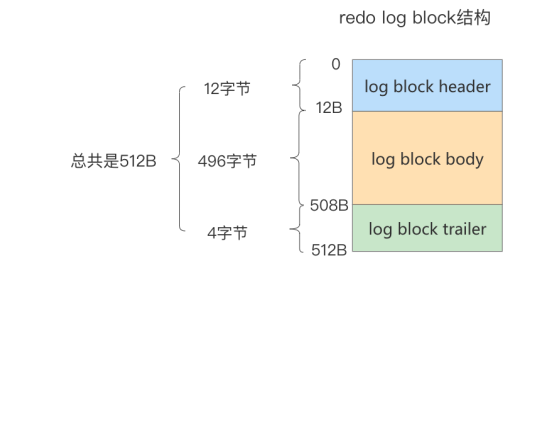 redo log block结构
0
log block header
12字节
12B
总共是512B
496字节
log block body
508B
4字节
log block trailer
512B